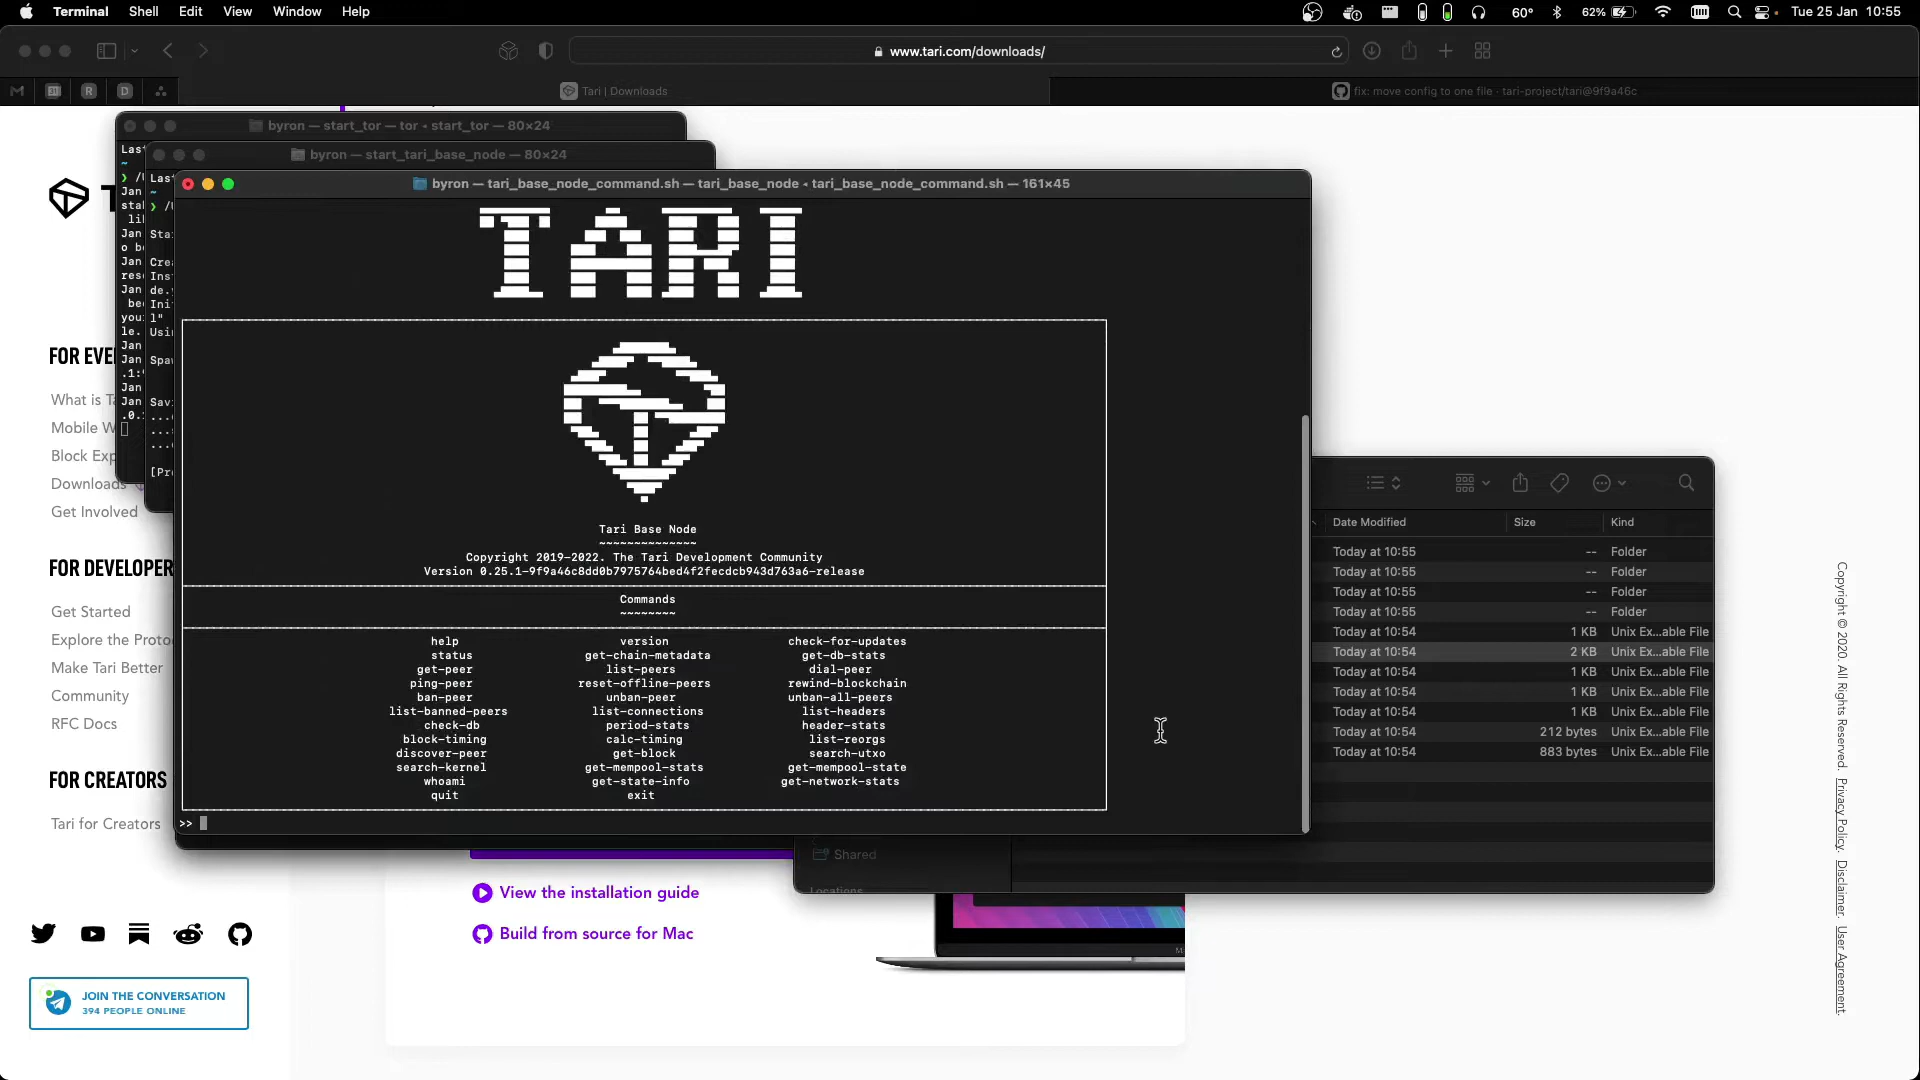 Terminal Shell Edit View Window Help
60° 62% Tue 25 Jan 10:55
www.tari.com/downloads/
Tari | Downloads
fix: move config to one file · tari-project/tari@9f9a46c
byron — start_tor — tor ◂ start_tor — 80×24
byron — start_tari_base_node — 80×24
byron — tari_base_node_command.sh — tari_base_node ◂ tari_base_node_command.sh — 161×45
TARI
Tari Base Node
~~~~~~~~~~~~~~
Copyright 2019-2022. The Tari Development Community
Version 0.25.1-9f9a46c8dd0b7975764bed4f2fecdcb943d763a6-release
Commands
~~~~~~~~
help version check-for-updates
status get-chain-metadata get-db-stats
get-peer list-peers dial-peer
ping-peer reset-offline-peers rewind-blockchain
ban-peer unban-peer unban-all-peers
list-banned-peers list-connections list-headers
check-db period-stats header-stats
block-timing calc-timing list-reorgs
discover-peer get-block search-utxo
search-kernel get-mempool-stats get-mempool-state
whoami get-state-info get-network-stats
quit exit
>>
FOR EVE
What is Ta
Mobile W
Block Exp
Downloads
Get Involved
FOR DEVELOPER
Get Started
Explore the Proto
Make Tari Better
Community
RFC Docs
FOR CREATORS
Tari for Creators
JOIN THE CONVERSATION
394 PEOPLE ONLINE
View the installation guide
Build from source for Mac
Date Modified Size Kind
Today at 10:55 -- Folder
Today at 10:55 -- Folder
Today at 10:55 -- Folder
Today at 10:55 -- Folder
Today at 10:54 1 KB Unix Ex...able File
Today at 10:54 2 KB Unix Ex...able File
Today at 10:54 1 KB Unix Ex...able File
Today at 10:54 1 KB Unix Ex...able File
Today at 10:54 1 KB Unix Ex...able File
Today at 10:54 212 bytes Unix Ex...able File
Today at 10:54 883 bytes Unix Ex...able File
Shared
Locations
Copyright © 2020. All Rights Reserved. Privacy Policy. Disclaimer. User Agreement.